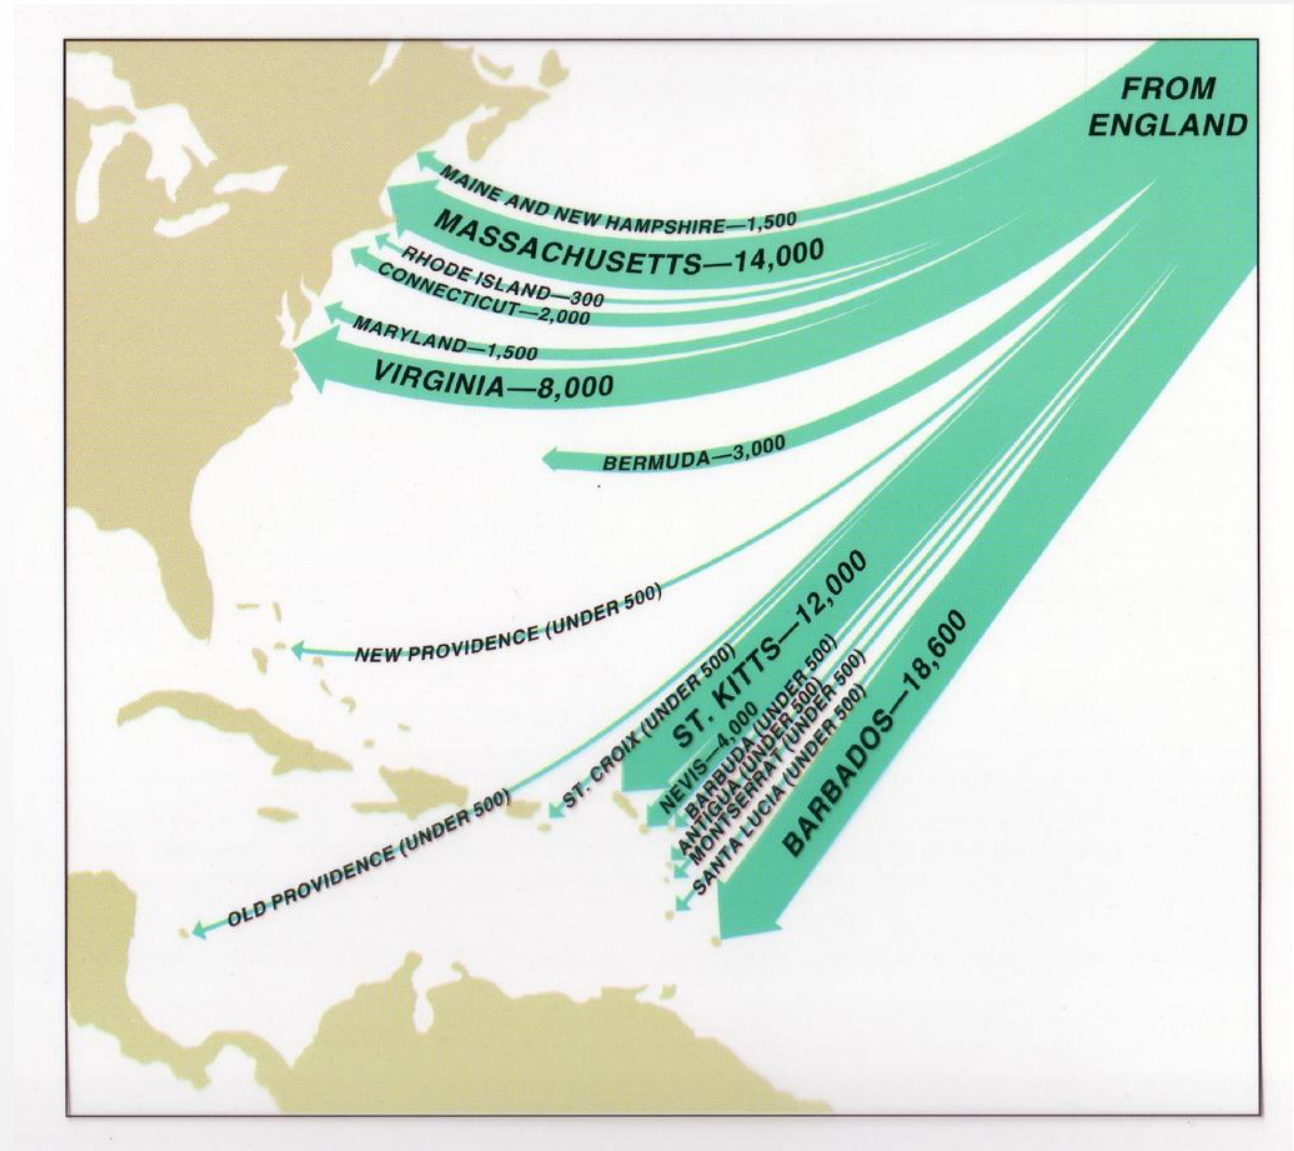 FROM
ENGLAND
MAINE AND NEW HAMPSHIRE—1,500
MASSACHUSETTS—14,000
RHODE ISLAND—300
CONNECTICUT—2,000
MARYLAND—1,500
VIRGINIA—8,000
BERMUDA—3,000
NEW PROVIDENCE (UNDER 500)
OLD PROVIDENCE (UNDER 500)
ST. CROIX (UNDER 500)
ST. KITTS—12,000
NEVIS—4,000
BARBUDA (UNDER 500)
ANTIGUA (UNDER 500)
MONTSERRAT (UNDER 500)
SANTA LUCIA (UNDER 500)
BARBADOS—18,600